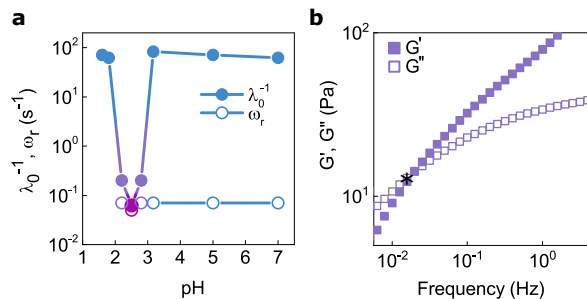 a
10²
10¹
10⁰
10⁻¹
10⁻²
λ₀⁻¹, ωᵣ (s⁻¹)
λ₀⁻¹
ωᵣ
1 2 3 4 5 6 7
pH
b
10²
10¹
G', G" (Pa)
G'
G"
*
10⁻² 10⁻¹ 10⁰
Frequency (Hz)